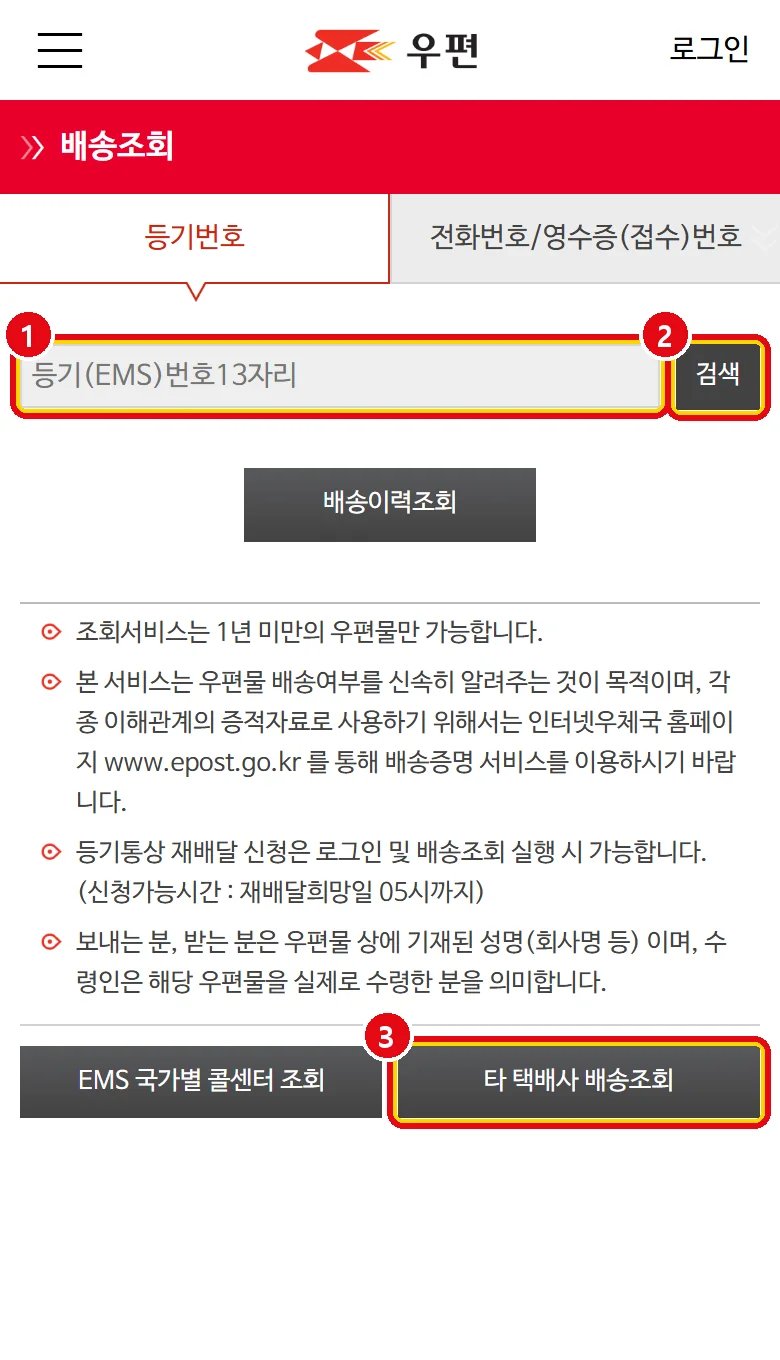 우편
로그인
배송조회
등기번호
전화번호/영수증(접수)번호
1
2
등기(EMS)번호13자리
검색
배송이력조회
조회서비스는 1년 미만의 우편물만 가능합니다.
본 서비스는 우편물 배송여부를 신속히 알려주는 것이 목적이며, 각
종 이해관계의 증적자료로 사용하기 위해서는 인터넷우체국 홈페이
지 www.epost.go.kr 를 통해 배송증명 서비스를 이용하시기 바랍
니다.
등기통상 재배달 신청은 로그인 및 배송조회 실행 시 가능합니다.
(신청가능시간 : 재배달희망일 05시까지)
보내는 분, 받는 분은 우편물 상에 기재된 성명(회사명 등) 이며, 수
령인은 해당 우편물을 실제로 수령한 분을 의미합니다.
3
EMS 국가별 콜센터 조회
타 택배사 배송조회